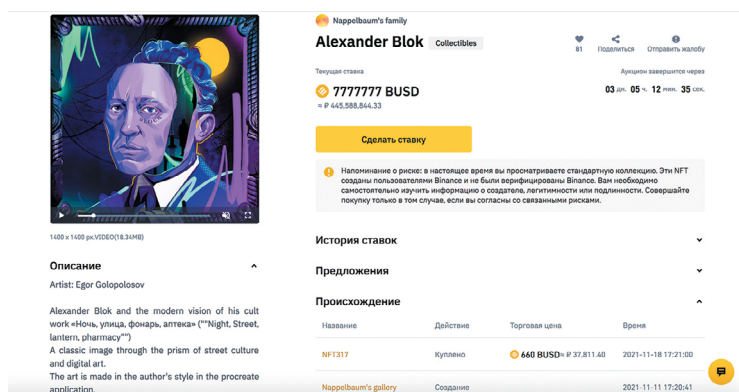 Nappelbaum's family
Alexander Blok Collectibles
81 Поделиться Отправить жалобу
Текущая ставка
Аукцион завершится через
7777777 BUSD
03 дн. 05 ч. 12 мин. 35 сек.
≈ ₽ 445,588,844.33
Сделать ставку
Напоминание о риске: в настоящее время вы просматриваете стандартную коллекцию. Эти NFT
созданы пользователями Binance и не были верифицированы Binance. Вам необходимо
самостоятельно изучить информацию о создателе, легитимности или подлинности. Совершайте
покупку только в том случае, если вы согласны со связанными рисками.
1400 x 1400 px.VIDEO(18.34MB)
Описание
Artist: Egor Golopolosov
Alexander Blok and the modern vision of his cult
work «Ночь, улица, фонарь, аптека» (""Night, Street,
lantern, pharmacy"")
A classic image through the prism of street culture
and digital art.
The art is made in the author's style in the procreate
application.
История ставок
Предложения
Происхождение
Название Действие Торговая цена Время
NFT317 Куплено 660 BUSD≈ ₽ 37,811.40 2021-11-18 17:21:00
Nappelbaum's gallery Создание 2021-11-11 17:20:41